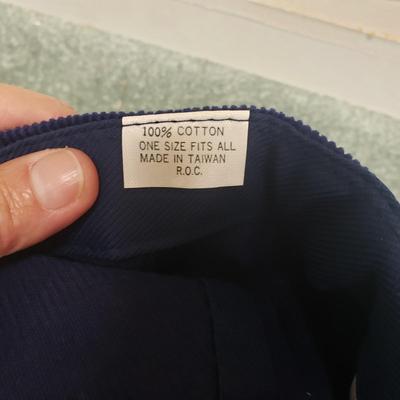 100% COTTON
ONE SIZE FITS ALL
MADE IN TAIWAN
R.O.C.